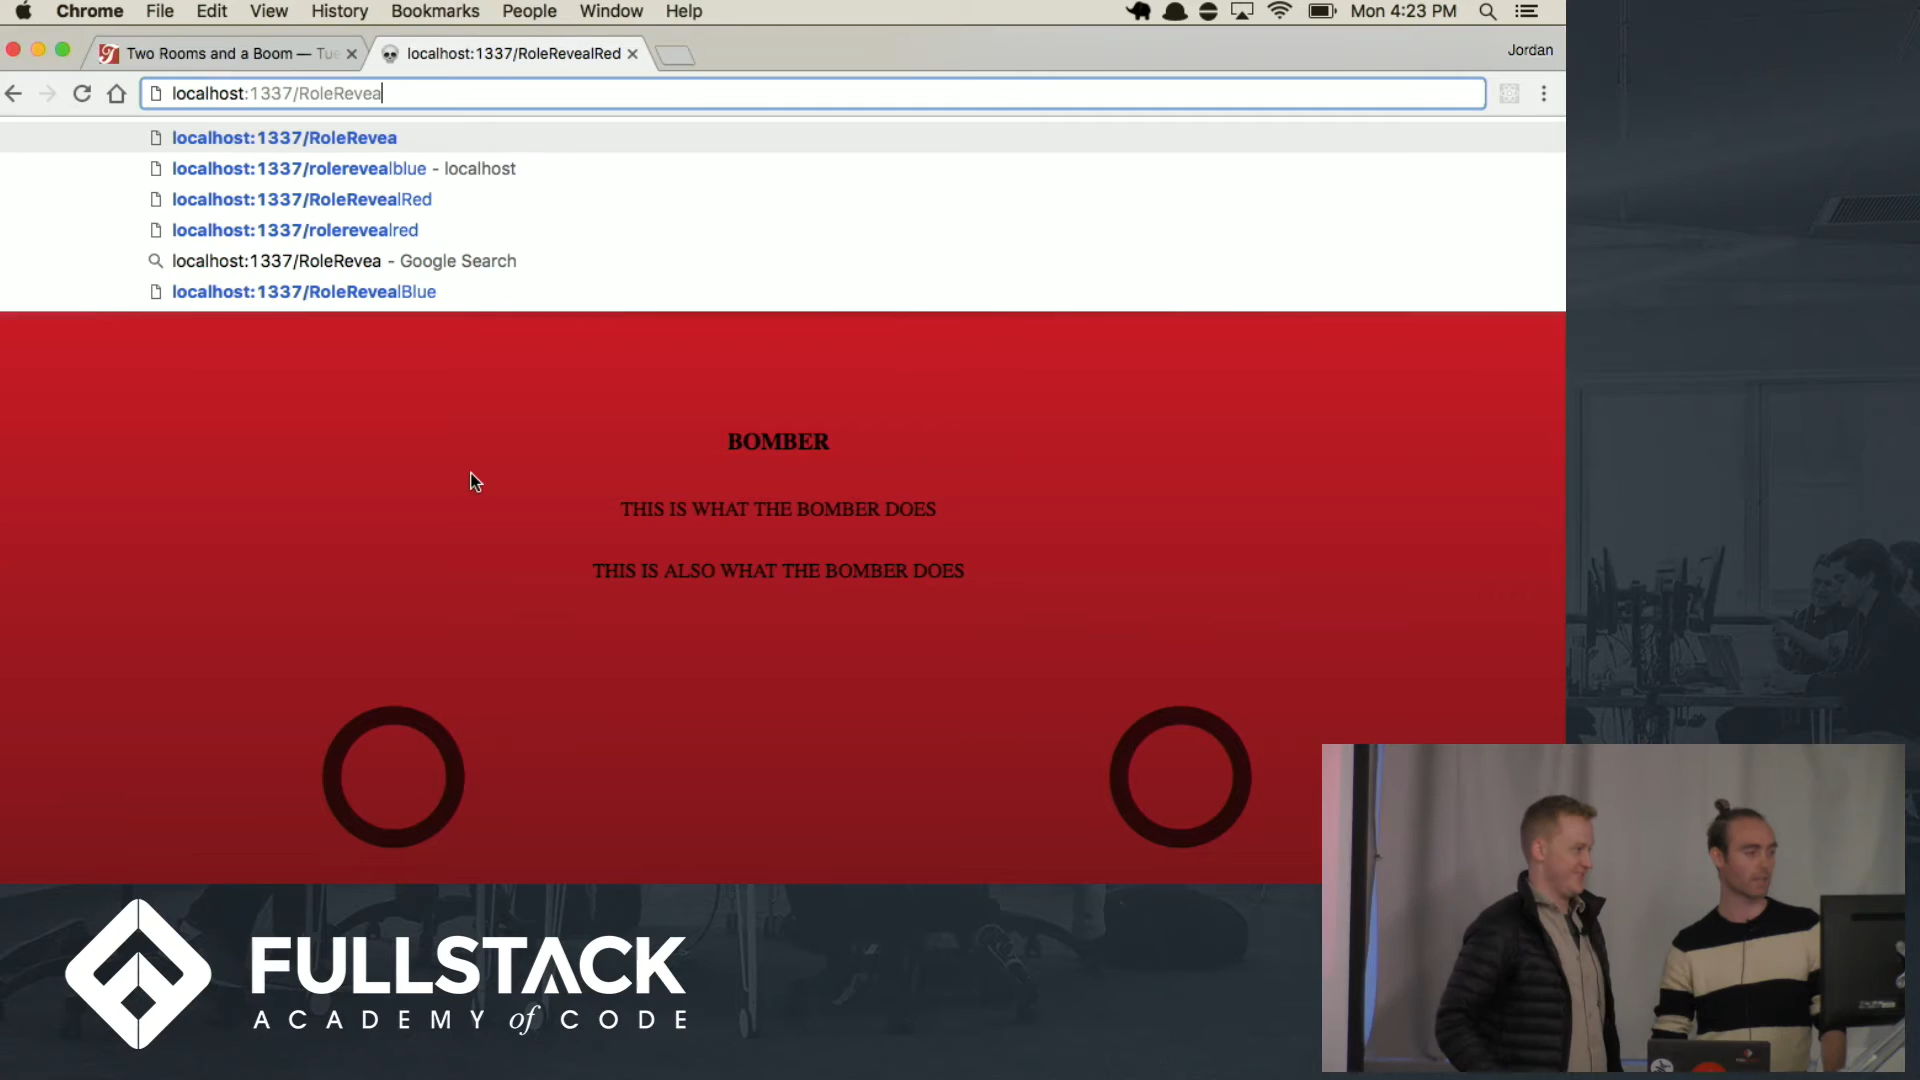 Chrome File Edit View History Bookmarks People Window Help Mon 4:23 PM
Two Rooms and a Boom — Tue
localhost:1337/RoleRevealRed
Jordan
localhost:1337/RoleRevea
localhost:1337/RoleRevea
localhost:1337/rolerevealblue - localhost
localhost:1337/RoleRevealRed
localhost:1337/rolerevealred
localhost:1337/RoleRevea - Google Search
localhost:1337/RoleRevealBlue
BOMBER
THIS IS WHAT THE BOMBER DOES
THIS IS ALSO WHAT THE BOMBER DOES
FULLSTACK
ACADEMY of CODE